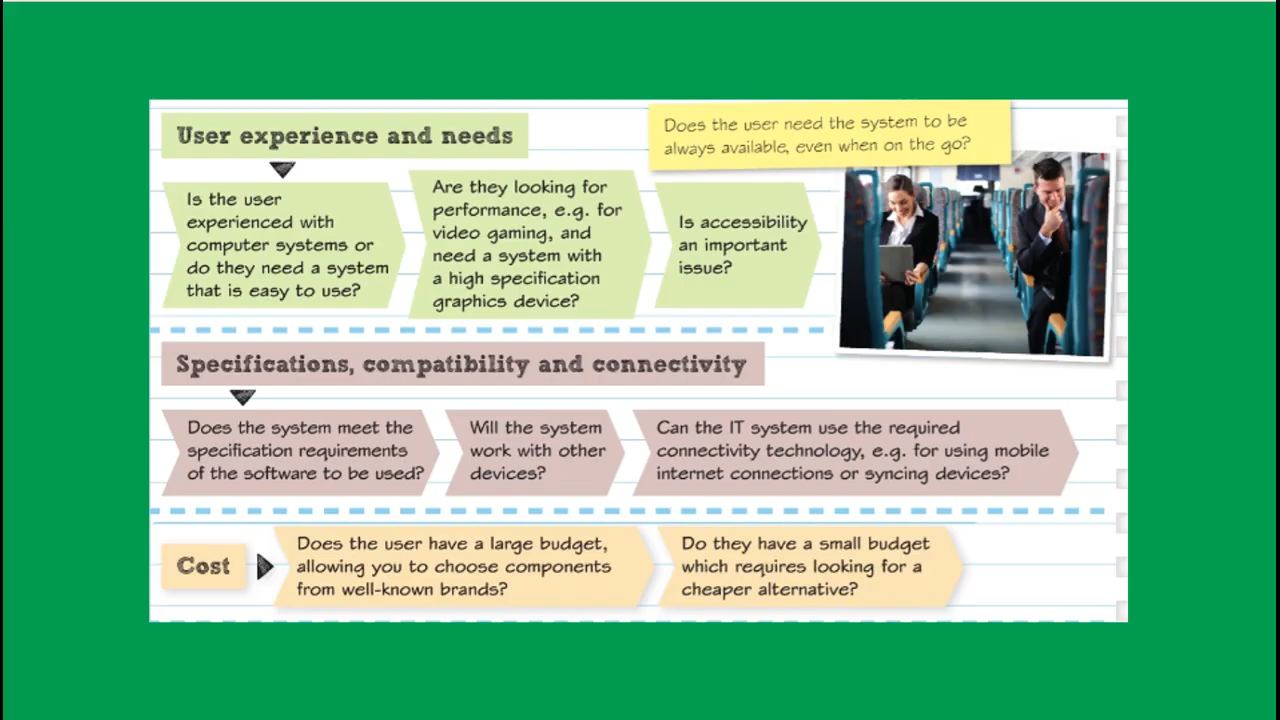 User experience and needs
Does the user need the system to be
always available, even when on the go?
Is the user
experienced with
computer systems or
do they need a system
that is easy to use?
Are they looking for
performance, e.g. for
video gaming, and
need a system with
a high specification
graphics device?
Is accessibility
an important
issue?
Specifications, compatibility and connectivity
Does the system meet the
specification requirements
of the software to be used?
Will the system
work with other
devices?
Can the IT system use the required
connectivity technology, e.g. for using mobile
internet connections or syncing devices?
Cost
Does the user have a large budget,
allowing you to choose components
from well-known brands?
Do they have a small budget
which requires looking for a
cheaper alternative?